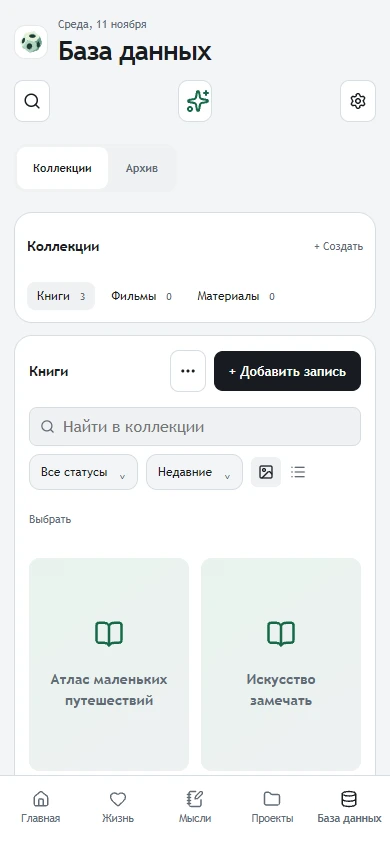 Среда, 11 ноября
База данных
Коллекции Архив
Коллекции + Создать
Книги 3 Фильмы 0 Материалы 0
Книги ••• + Добавить запись
Найти в коллекции
Все статусы Недавние
Выбрать
Атлас маленьких
путешествий
Искусство
замечать
Главная Жизнь Мысли Проекты База данных